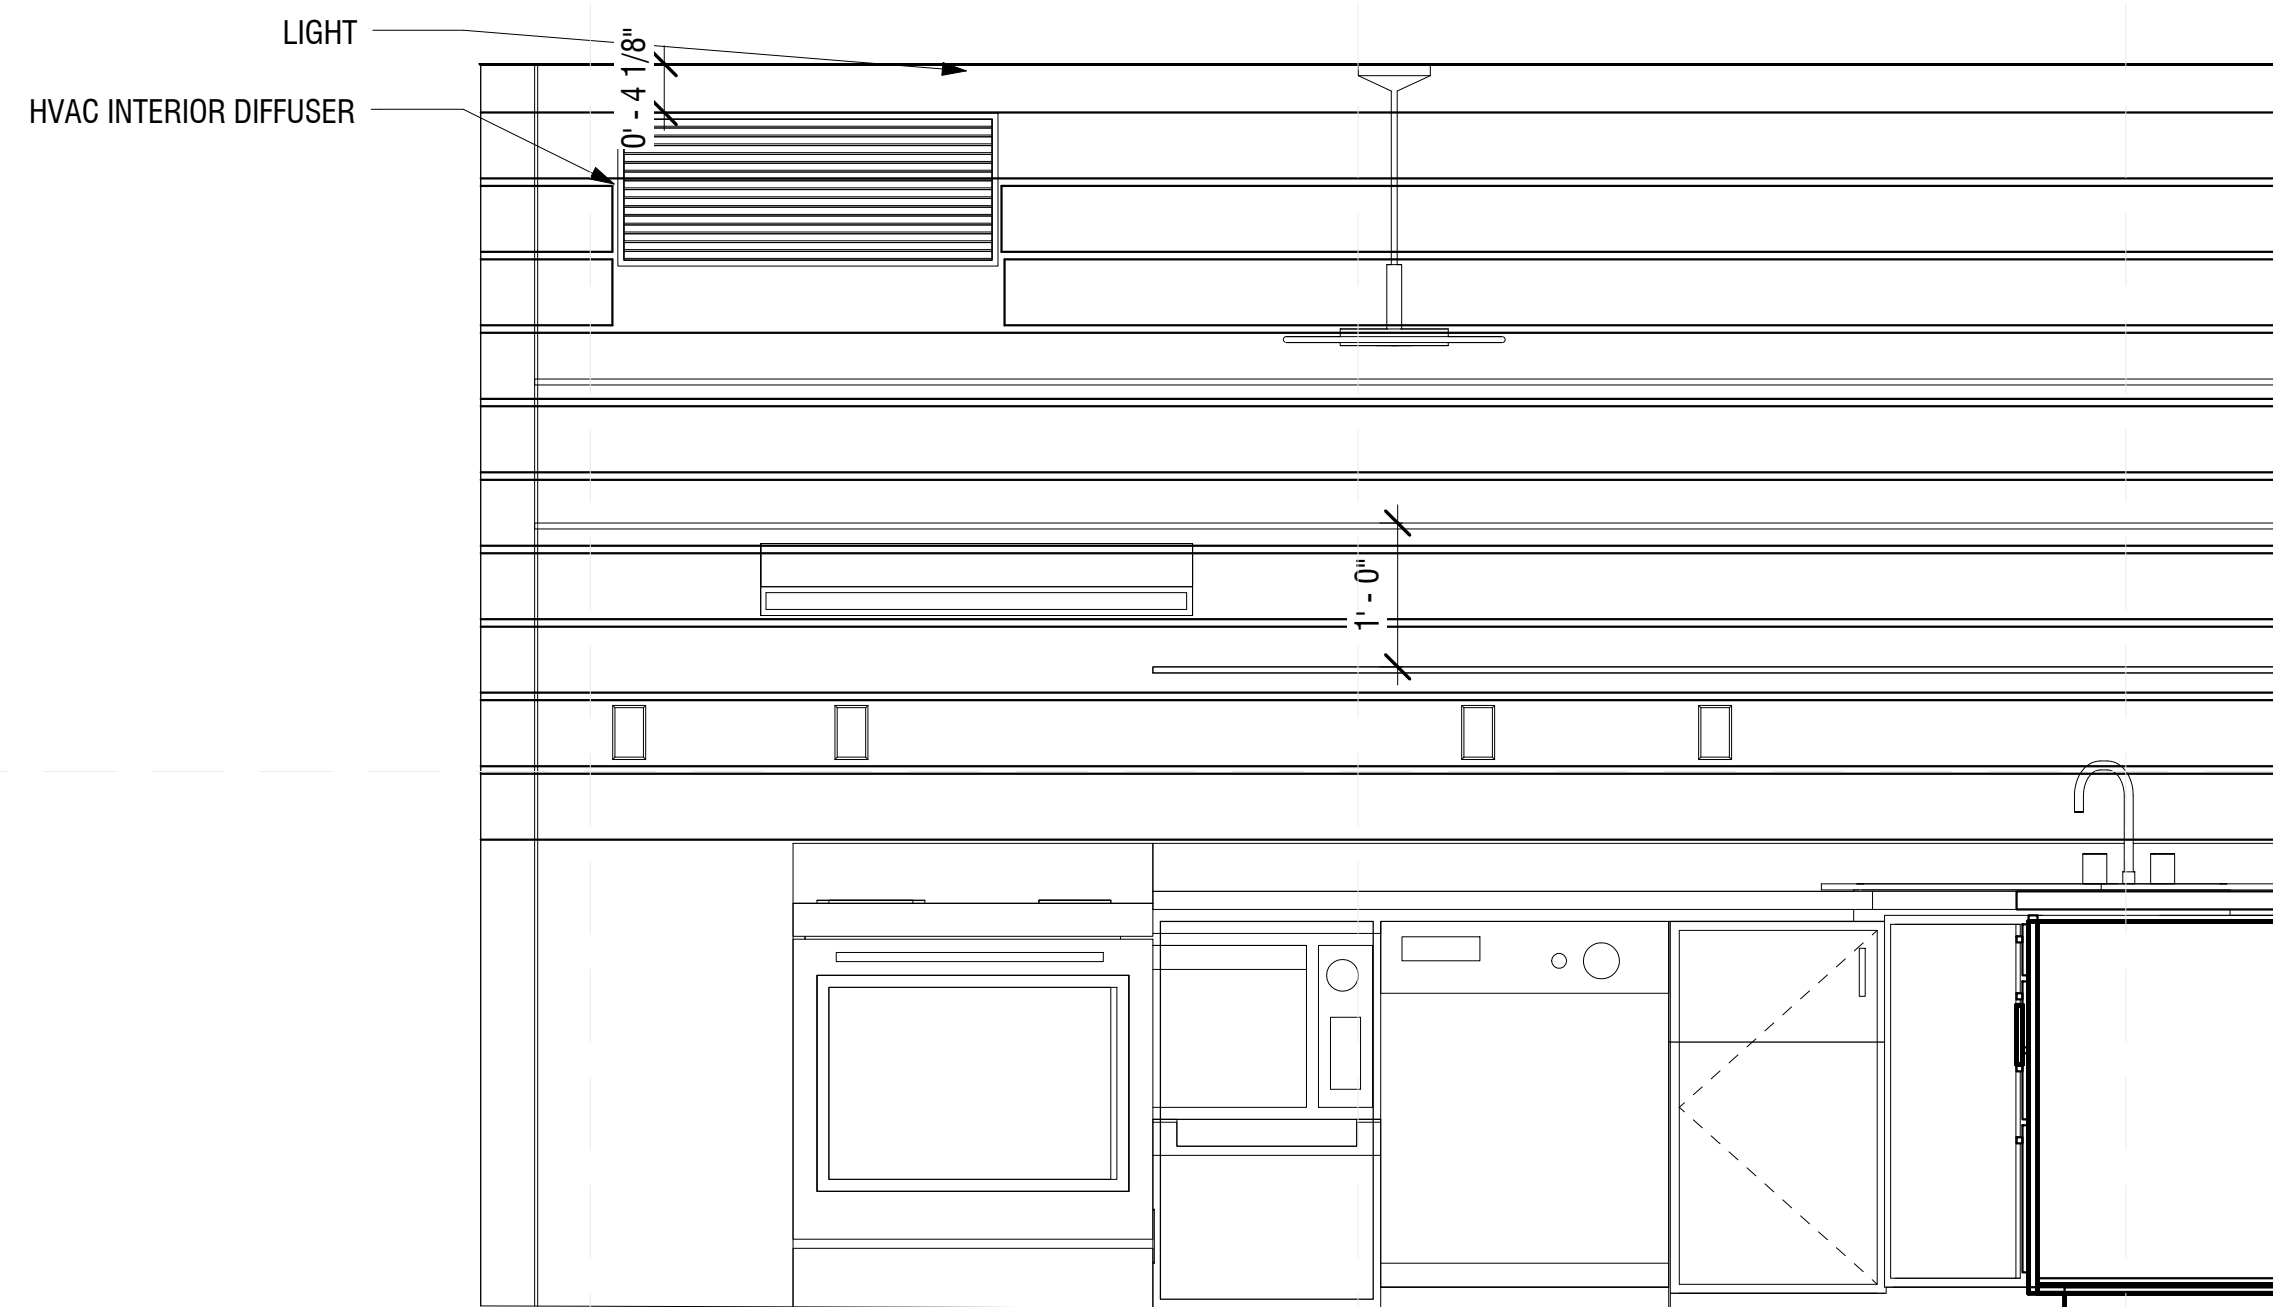 LIGHT
0' - 4 1/8"
HVAC INTERIOR DIFFUSER
1' - 0"